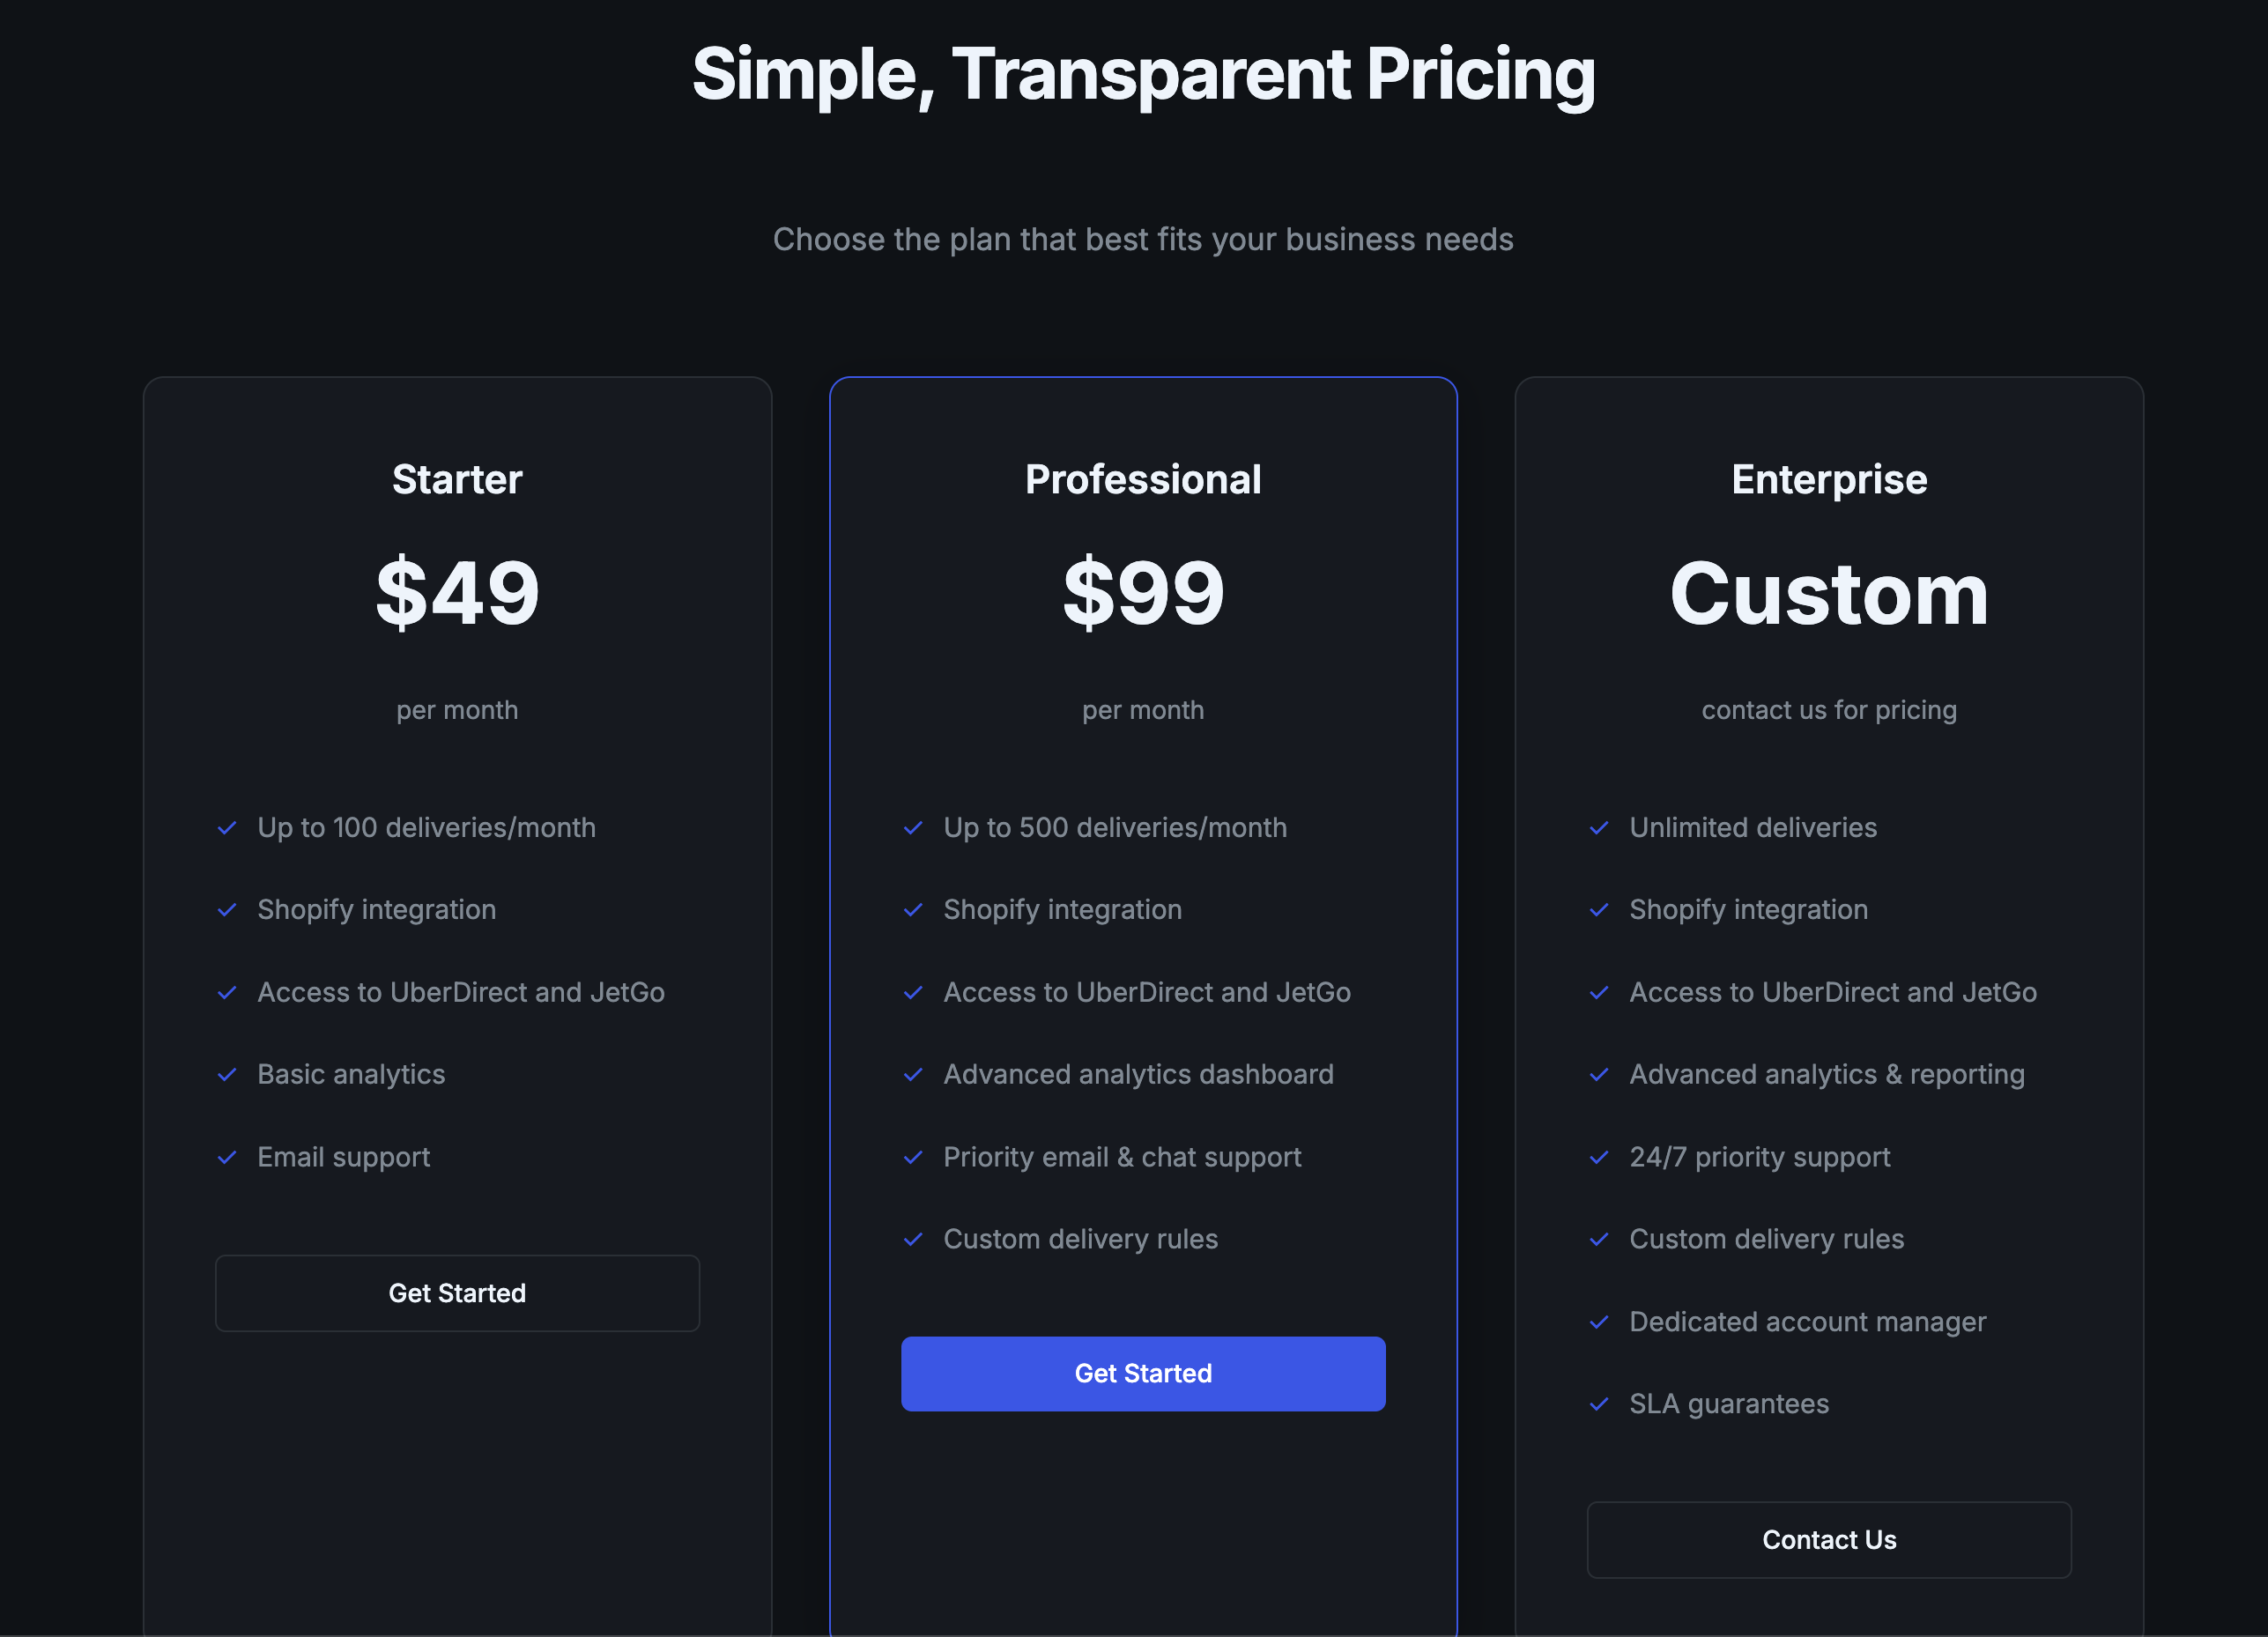 Simple, Transparent Pricing
Choose the plan that best fits your business needs
Starter
$49
per month
Up to 100 deliveries/month
Shopify integration
Access to UberDirect and JetGo
Basic analytics
Email support
Get Started
Professional
$99
per month
Up to 500 deliveries/month
Shopify integration
Access to UberDirect and JetGo
Advanced analytics dashboard
Priority email & chat support
Custom delivery rules
Get Started
Enterprise
Custom
contact us for pricing
Unlimited deliveries
Shopify integration
Access to UberDirect and JetGo
Advanced analytics & reporting
24/7 priority support
Custom delivery rules
Dedicated account manager
SLA guarantees
Contact Us